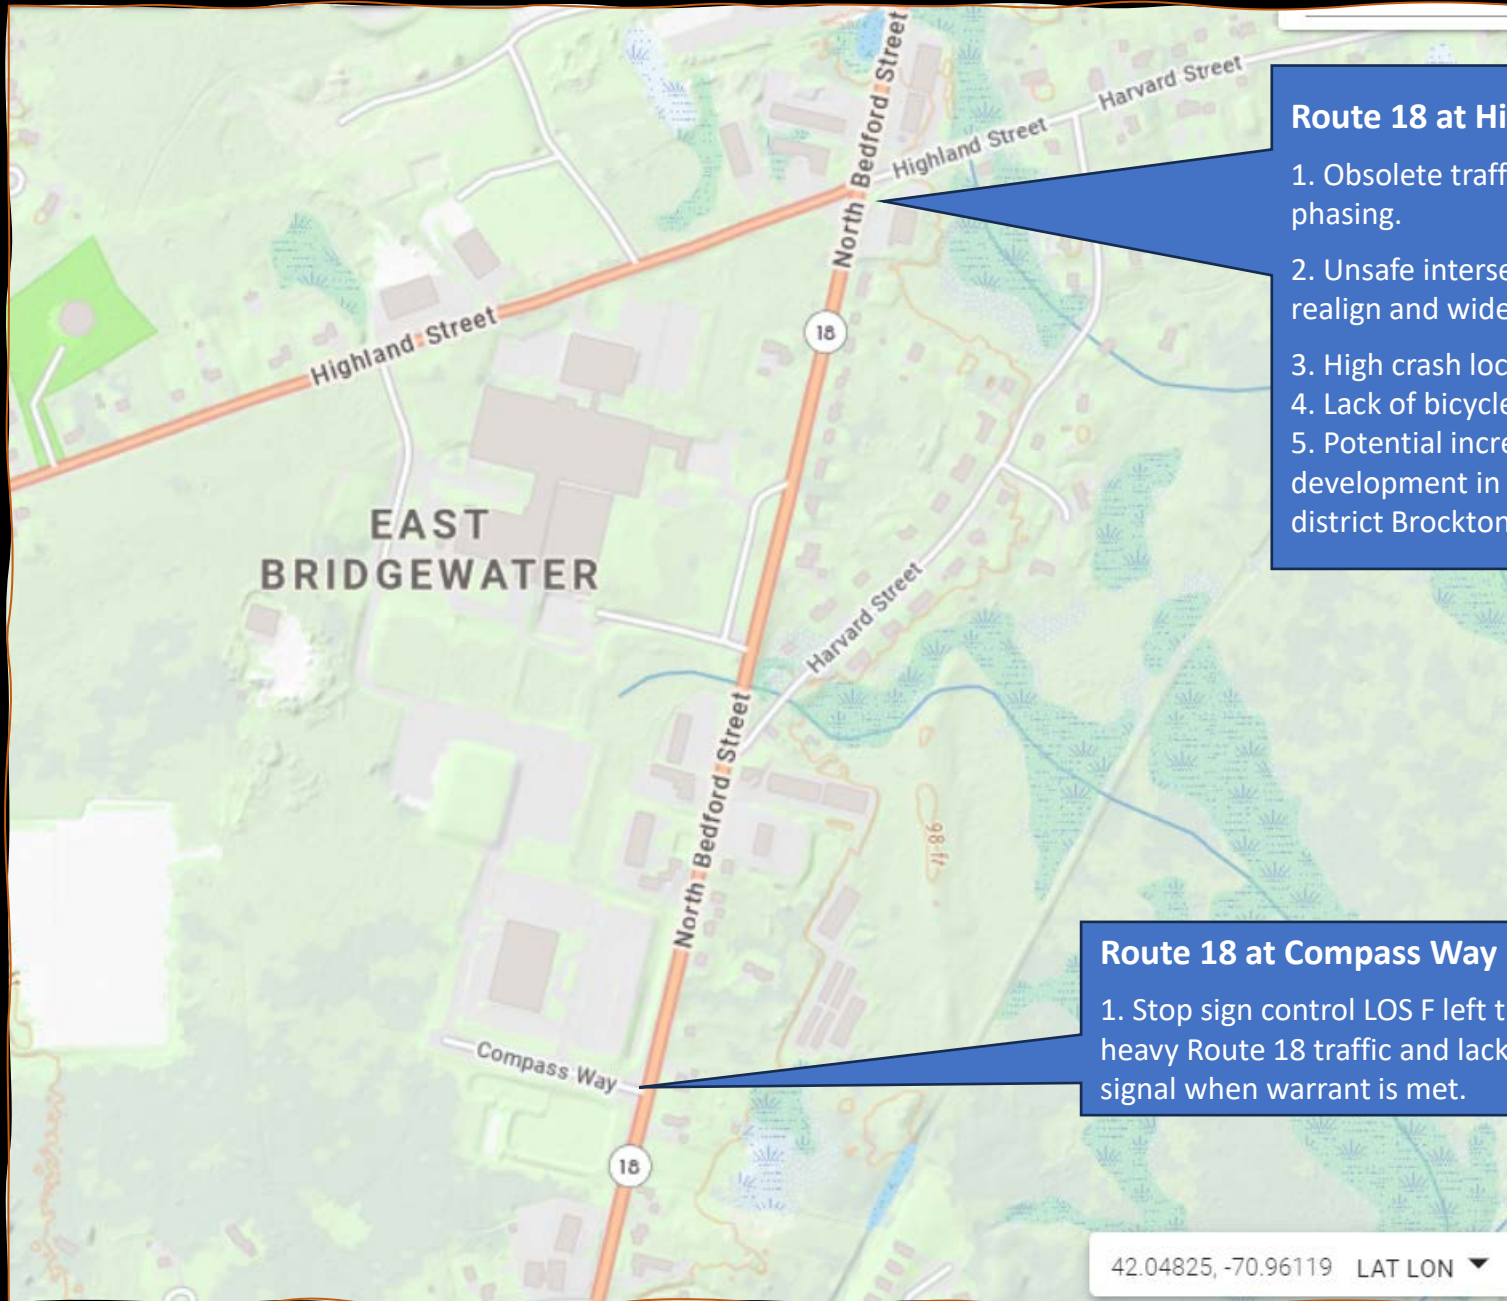 North Bedford Street
Harvard Street
Highland Street
Route 18 at Hi
1. Obsolete traff
phasing.
2. Unsafe interse
realign and wide
3. High crash loc
4. Lack of bicycle
5. Potential incre
development in
district Brockton
18
Highland Street
EAST
BRIDGEWATER
Harvard Street
North Bedford Street
98 ft
Route 18 at Compass Way
1. Stop sign control LOS F left t
heavy Route 18 traffic and lack
signal when warrant is met.
Compass Way
18
42.04825, -70.96119 LAT LON